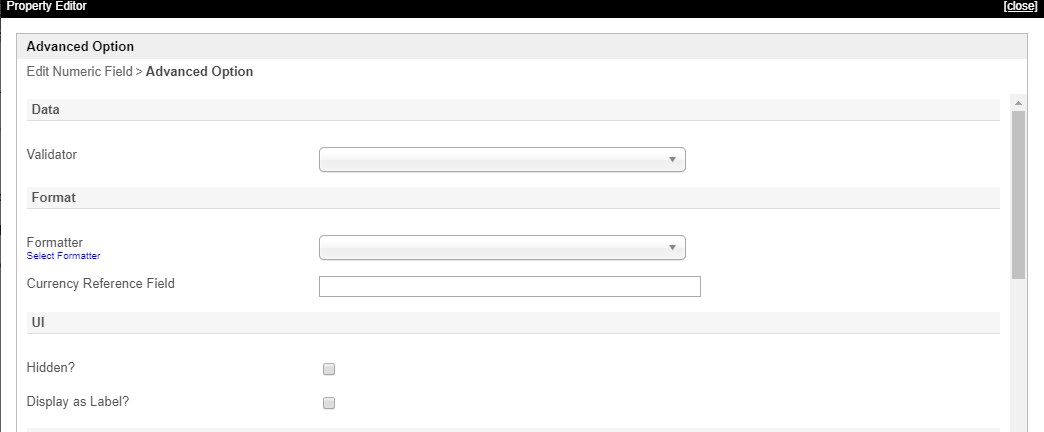 Property Editor [close]
Advanced Option
Edit Numeric Field > Advanced Option
Data
Validator
Format
Formatter
Select Formatter
Currency Reference Field
UI
Hidden?
Display as Label?